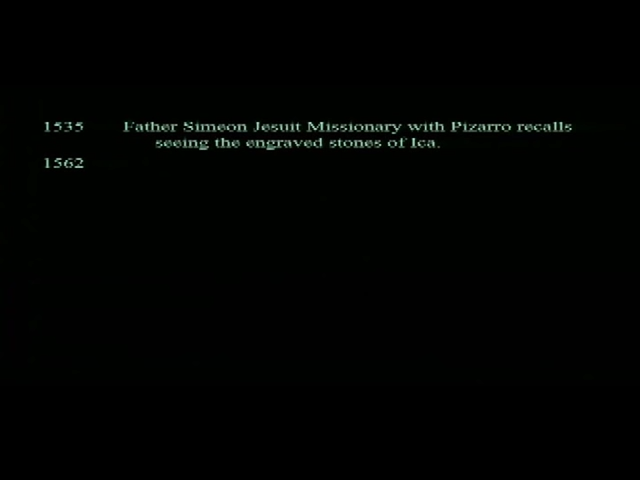 1535 Father Simeon Jesuit Missionary with Pizarro recalls
seeing the engraved stones of Ica.
1562